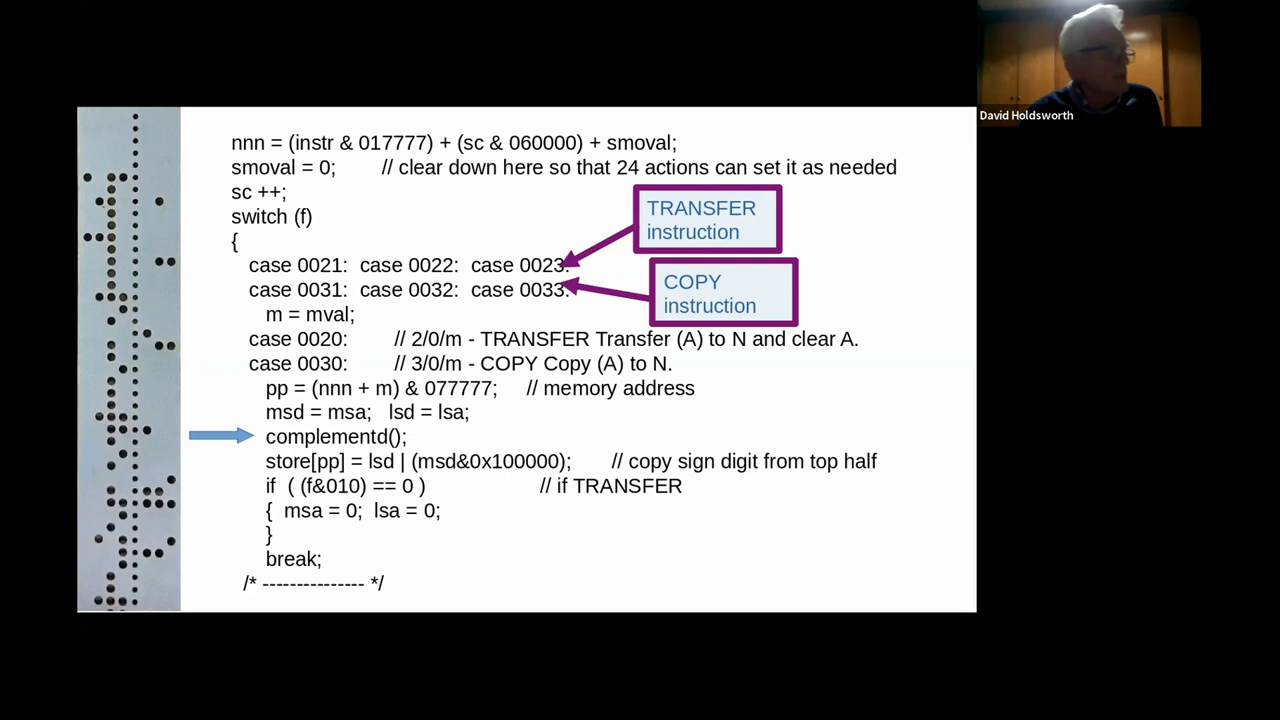 nnn = (instr & 017777) + (sc & 060000) + smoval;
smoval = 0; // clear down here so that 24 actions can set it as needed
sc ++;
switch (f)
{
TRANSFER
instruction
case 0021: case 0022: case 0023:
COPY
instruction
case 0031: case 0032: case 0033:
m = mval;
case 0020: // 2/0/m - TRANSFER Transfer (A) to N and clear A.
case 0030: // 3/0/m - COPY Copy (A) to N.
pp = (nnn + m) & 077777; // memory address
msd = msa; lsd = lsa;
complementd();
store[pp] = lsd | (msd&0x100000); // copy sign digit from top half
if ( (f&010) == 0 ) // if TRANSFER
{ msa = 0; lsa = 0;
}
break;
/* --------------- */
David Holdsworth